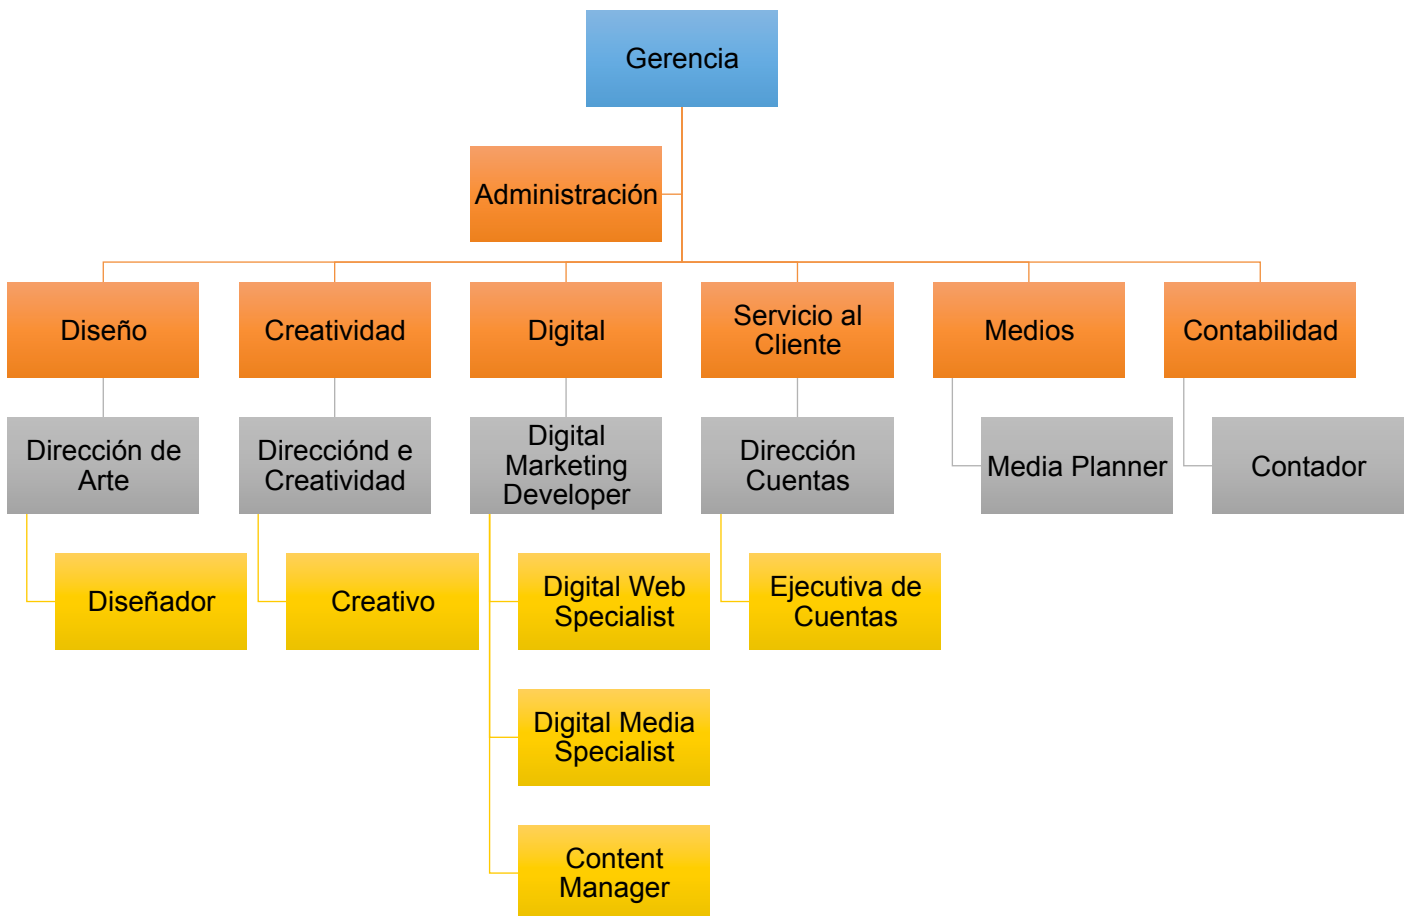 Gerencia
Administración
Diseño
Creatividad
Digital
Servicio al
Cliente
Medios
Contabilidad
Dirección de
Arte
Direcciónd e
Creatividad
Digital
Marketing
Developer
Dirección
Cuentas
Media Planner
Contador
Diseñador
Creativo
Digital Web
Specialist
Ejecutiva de
Cuentas
Digital Media
Specialist
Content
Manager